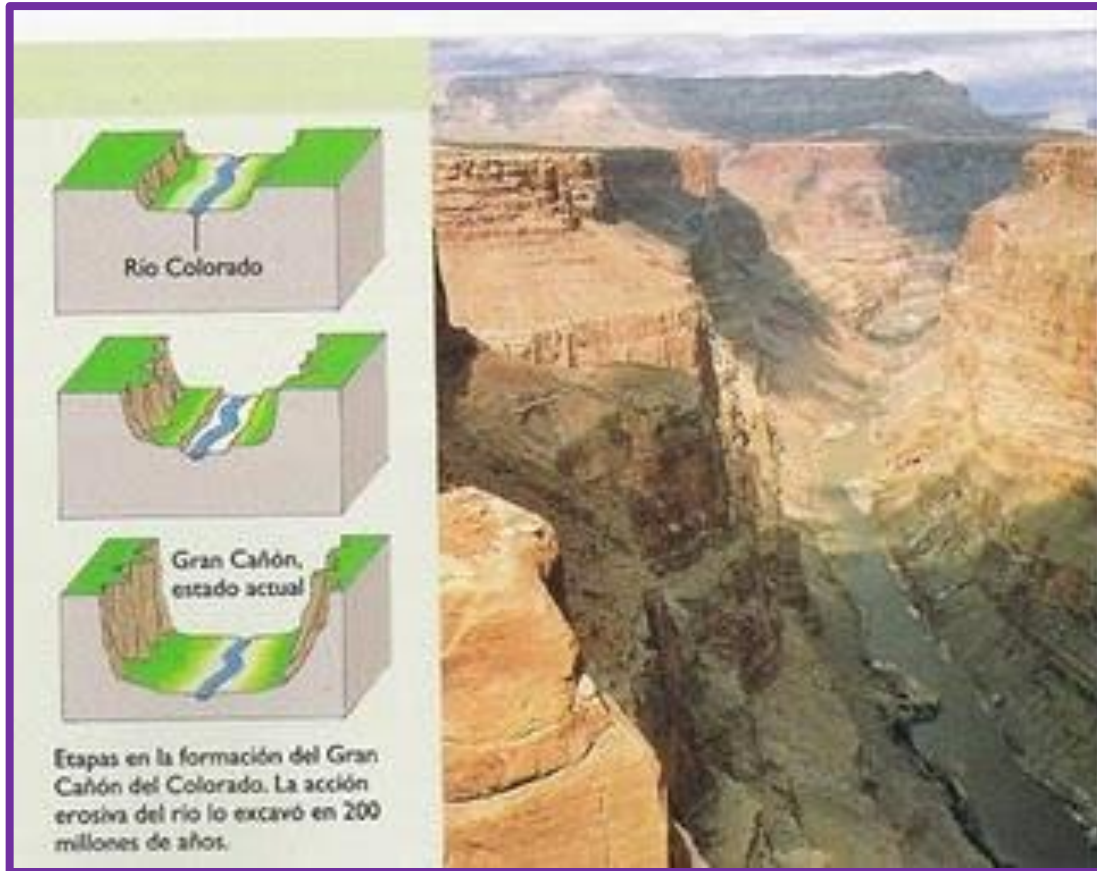 Río Colorado
Gran Cañón,
estado actual
Etapas en la formación del Gran
Cañón del Colorado. La acción
erosiva del río lo excavó en 200
millones de años.